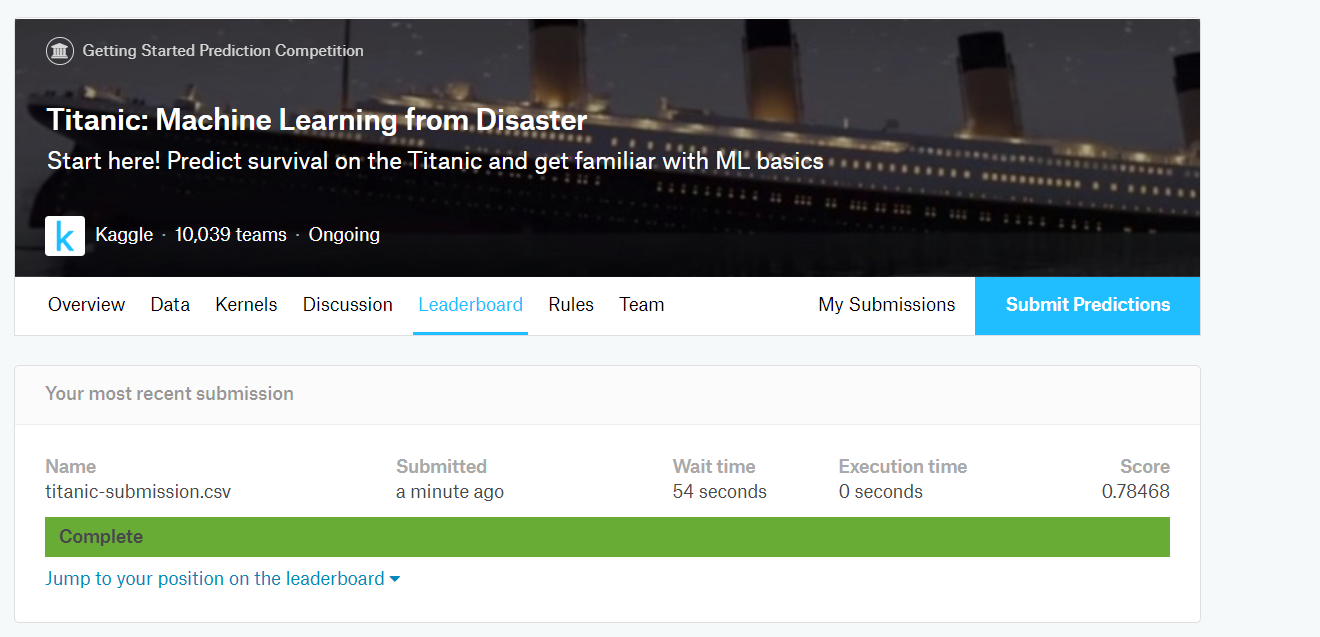 Getting Started Prediction Competition
Titanic: Machine Learning from Disaster
Start here! Predict survival on the Titanic and get familiar with ML basics
k Kaggle · 10,039 teams · Ongoing
Overview Data Kernels Discussion Leaderboard Rules Team My Submissions Submit Predictions
Your most recent submission
Name Submitted Wait time Execution time Score
titanic-submission.csv a minute ago 54 seconds 0 seconds 0.78468
Complete
Jump to your position on the leaderboard